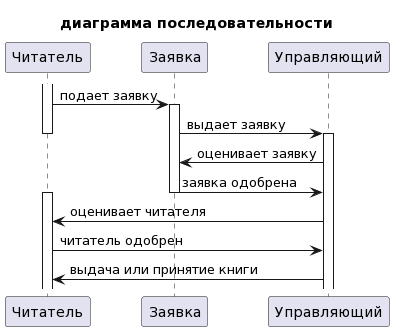 диаграмма последовательности
Читатель Заявка Управляющий
подает заявку
выдает заявку
оценивает заявку
заявка одобрена
оценивает читателя
читатель одобрен
выдача или принятие книги
Читатель Заявка Управляющий